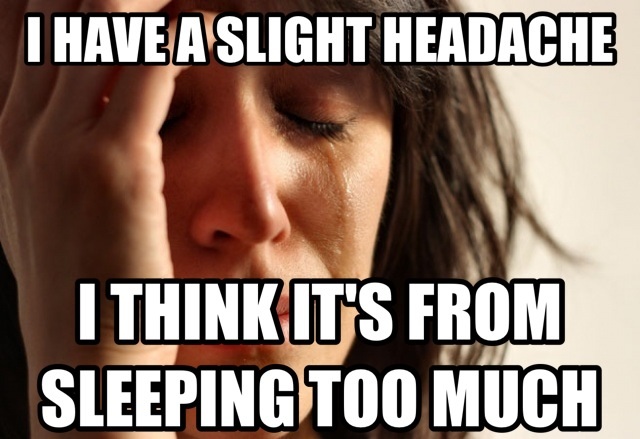 I HAVE A SLIGHT HEADACHE
I THINK IT'S FROM
SLEEPING TOO MUCH